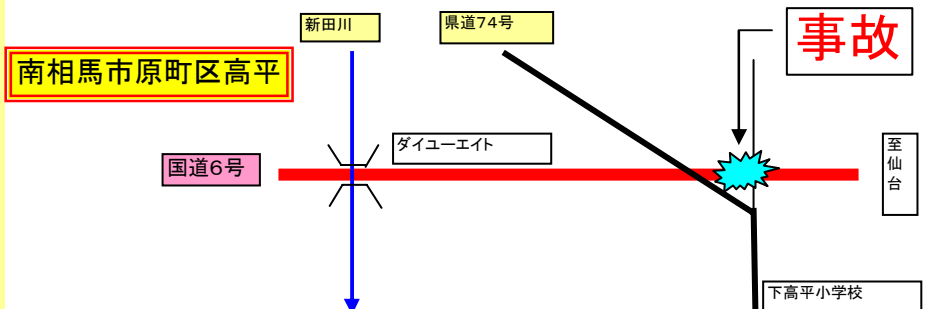 新田川
県道74号
事故
南相馬市原町区高平
ダイユーエイト
国道6号
至仙台
下高平小学校